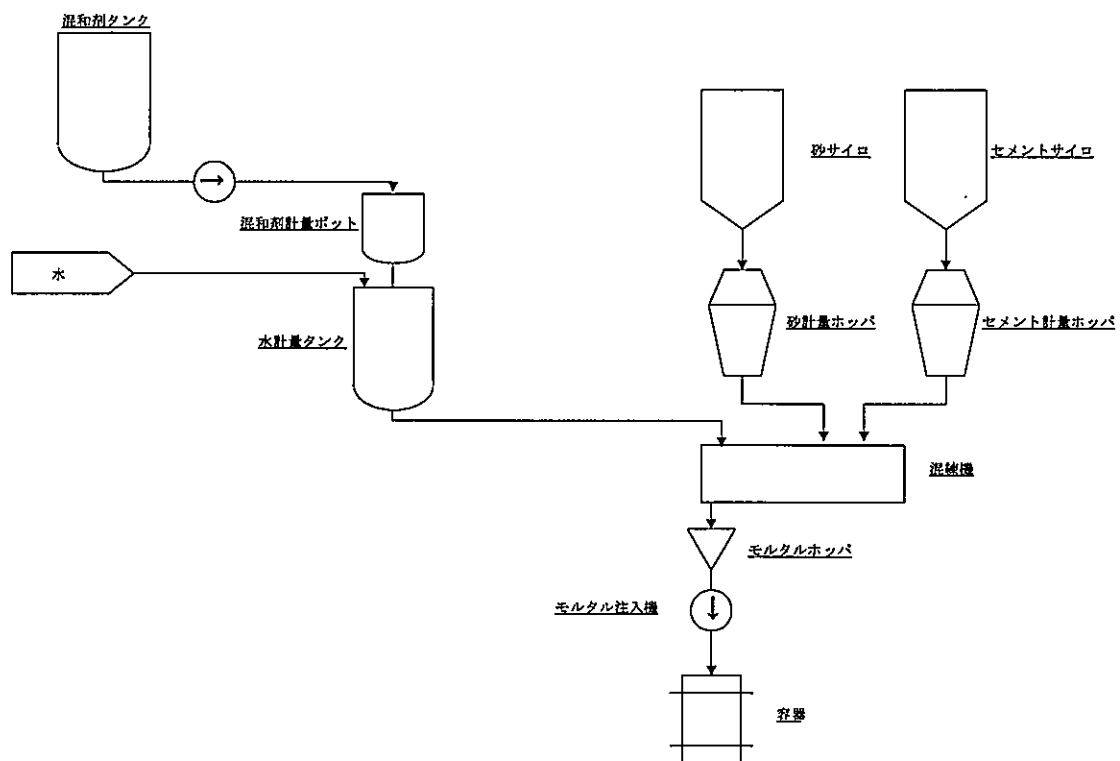 混和剤タンク
砂サイロ
セメントサイロ
混和剤計量ポット
水
水計量タンク
砂計量ホッパ
セメント計量ホッパ
混練機
モルタルホッパ
モルタル注入機
容器